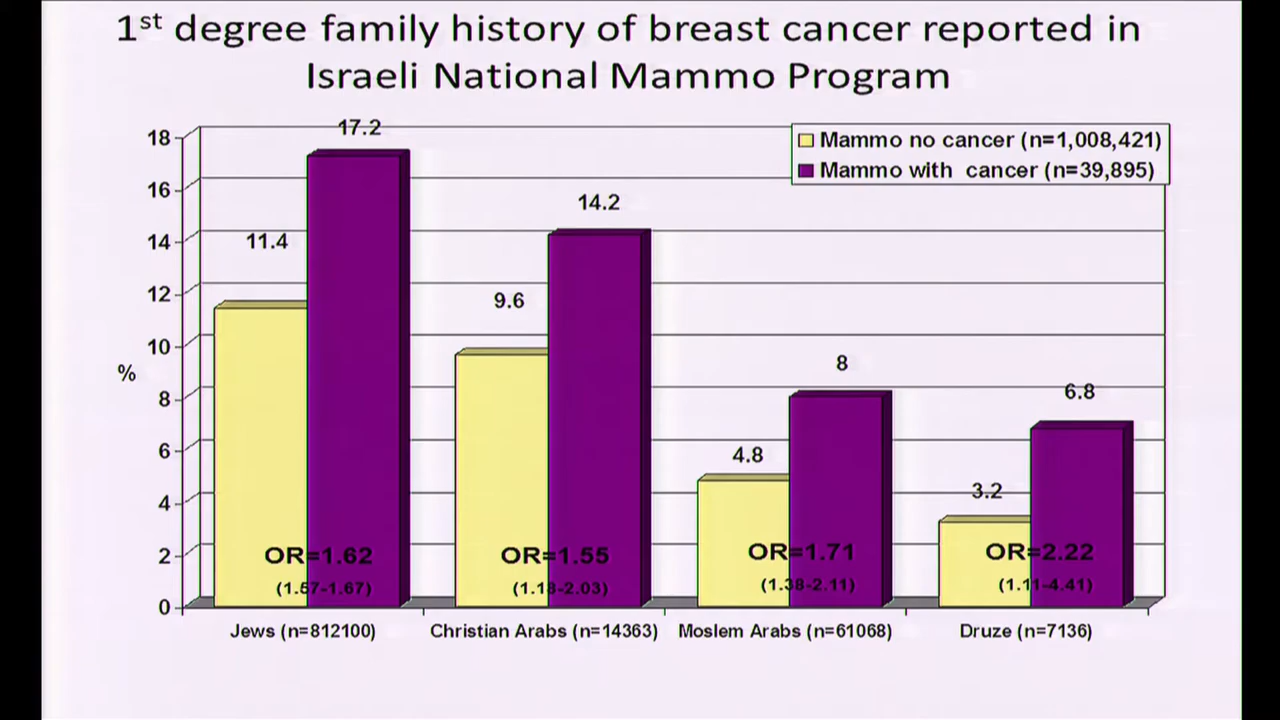 1st degree family history of breast cancer reported in
Israeli National Mammo Program
Mammo no cancer (n=1,008,421)
Mammo with cancer (n=39,895)
%
18
16
14
12
10
8
6
4
2
0
11.4
17.2
9.6
14.2
4.8
8
3.2
6.8
OR=1.62
(1.57-1.67)
OR=1.55
(1.18-2.03)
OR=1.71
(1.38-2.11)
OR=2.22
(1.11-4.41)
Jews (n=812100)
Christian Arabs (n=14363)
Moslem Arabs (n=61068)
Druze (n=7136)